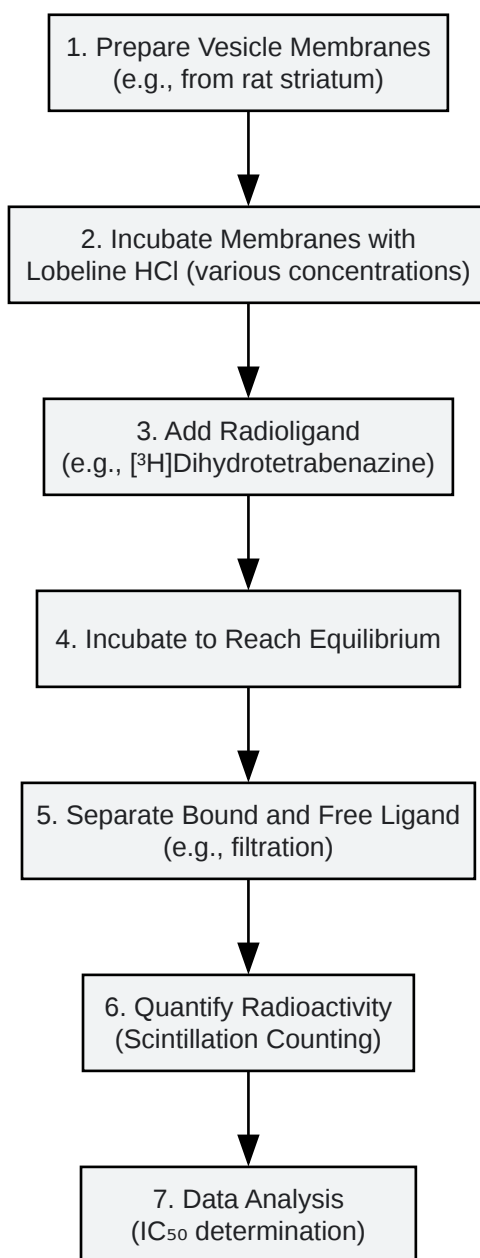 1. Prepare Vesicle Membranes
(e.g., from rat striatum)
2. Incubate Membranes with
Lobeline HCl (various concentrations)
3. Add Radioligand
(e.g., [³H]Dihydrotetrabenazine)
4. Incubate to Reach Equilibrium
5. Separate Bound and Free Ligand
(e.g., filtration)
6. Quantify Radioactivity
(Scintillation Counting)
7. Data Analysis
(IC₅₀ determination)